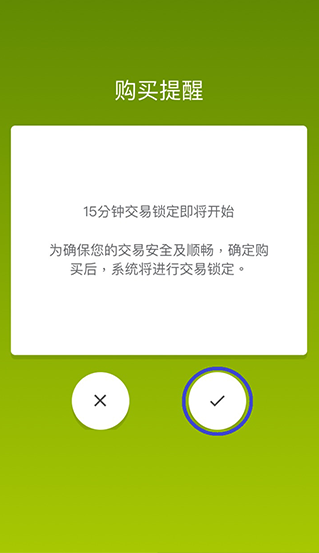 购买提醒
15分钟交易锁定即将开始
为确保您的交易安全及顺畅，确定购
买后，系统将进行交易锁定。